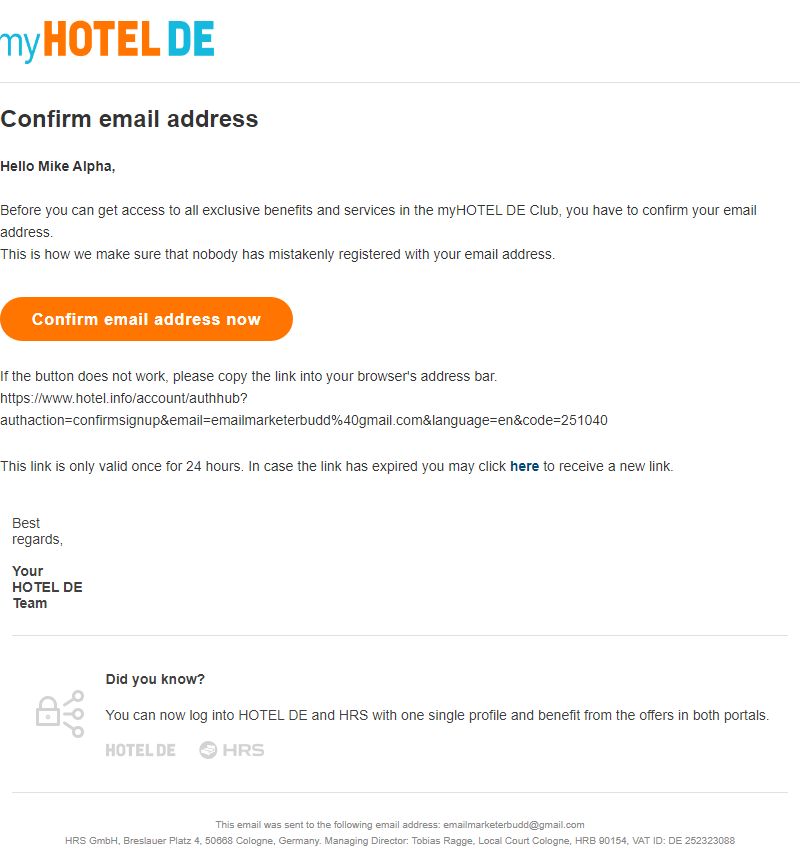 myHOTEL DE
Confirm email address
Hello Mike Alpha,
Before you can get access to all exclusive benefits and services in the myHOTEL DE Club, you have to confirm your email
address.
This is how we make sure that nobody has mistakenly registered with your email address.
Confirm email address now
If the button does not work, please copy the link into your browser's address bar.
https://www.hotel.info/account/authhub?
authaction=confirmsignup&email=emailmarketerbudd%40gmail.com&language=en&code=251040
This link is only valid once for 24 hours. In case the link has expired you may click here to receive a new link.
Best
regards,
Your
HOTEL DE
Team
Did you know?
You can now log into HOTEL DE and HRS with one single profile and benefit from the offers in both portals.
HOTEL DE HRS
This email was sent to the following email address: emailmarketerbudd@gmail.com
HRS GmbH, Breslauer Platz 4, 50668 Cologne, Germany. Managing Director: Tobias Ragge, Local Court Cologne, HRB 90154, VAT ID: DE 252323088